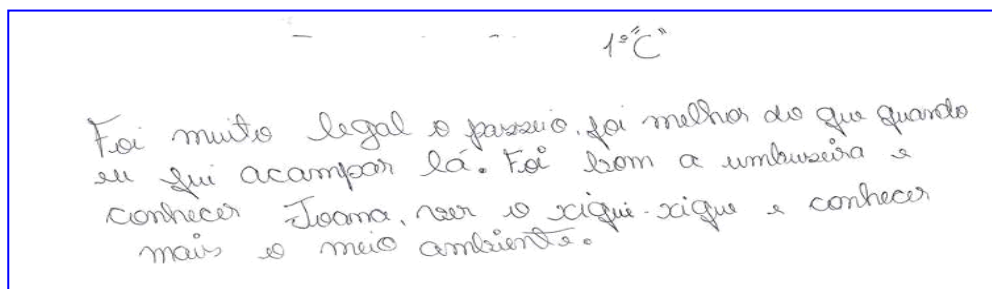 1º "C"
Foi muito legal o passeio, foi melhor do que quando
eu fui acampar lá. Foi bom a umbuzeira e
conhecer Joana, ver o xique-xique e conhecer
mais o meio ambiente.